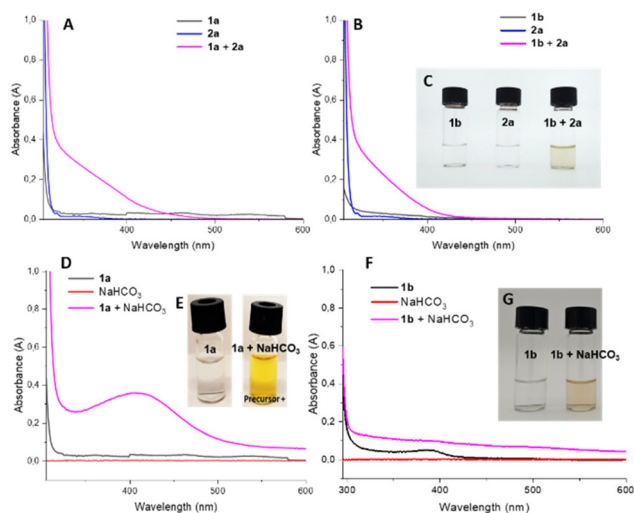 A
1a
2a
1a + 2a
Absorbance (A)
1,0
0,8
0,6
0,4
0,2
0,0
400
500
600
Wavelength (nm)
B
1b
2a
1b + 2a
C
1b 2a 1b + 2a
Absorbance (A)
1,0
0,8
0,6
0,4
0,2
0,0
400
500
600
Wavelength (nm)
D
1a
NaHCO3
1a + NaHCO3
E
1a 1a + NaHCO3
Precursor +
Absorbance (A)
1,0
0,8
0,6
0,4
0,2
0,0
400
500
600
Wavelength (nm)
F
1b
NaHCO3
1b + NaHCO3
G
1b 1b + NaHCO3
Absorbance (A)
1,0
0,8
0,6
0,4
0,2
0,0
300
400
500
600
Wavelength (nm)